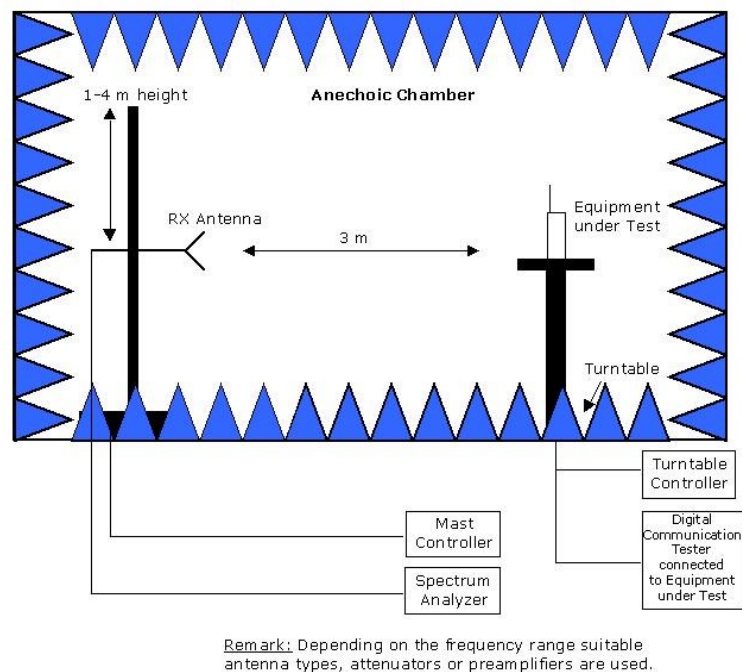 1-4 m height
Anechoic Chamber
RX Antenna
3 m
Equipment
under Test
Turntable
Turntable
Controller
Mast
Controller
Digital
Communication
Tester
connected
to Equipment
under Test
Spectrum
Analyzer
Remark: Depending on the frequency range suitable
antenna types, attenuators or preamplifiers are used.